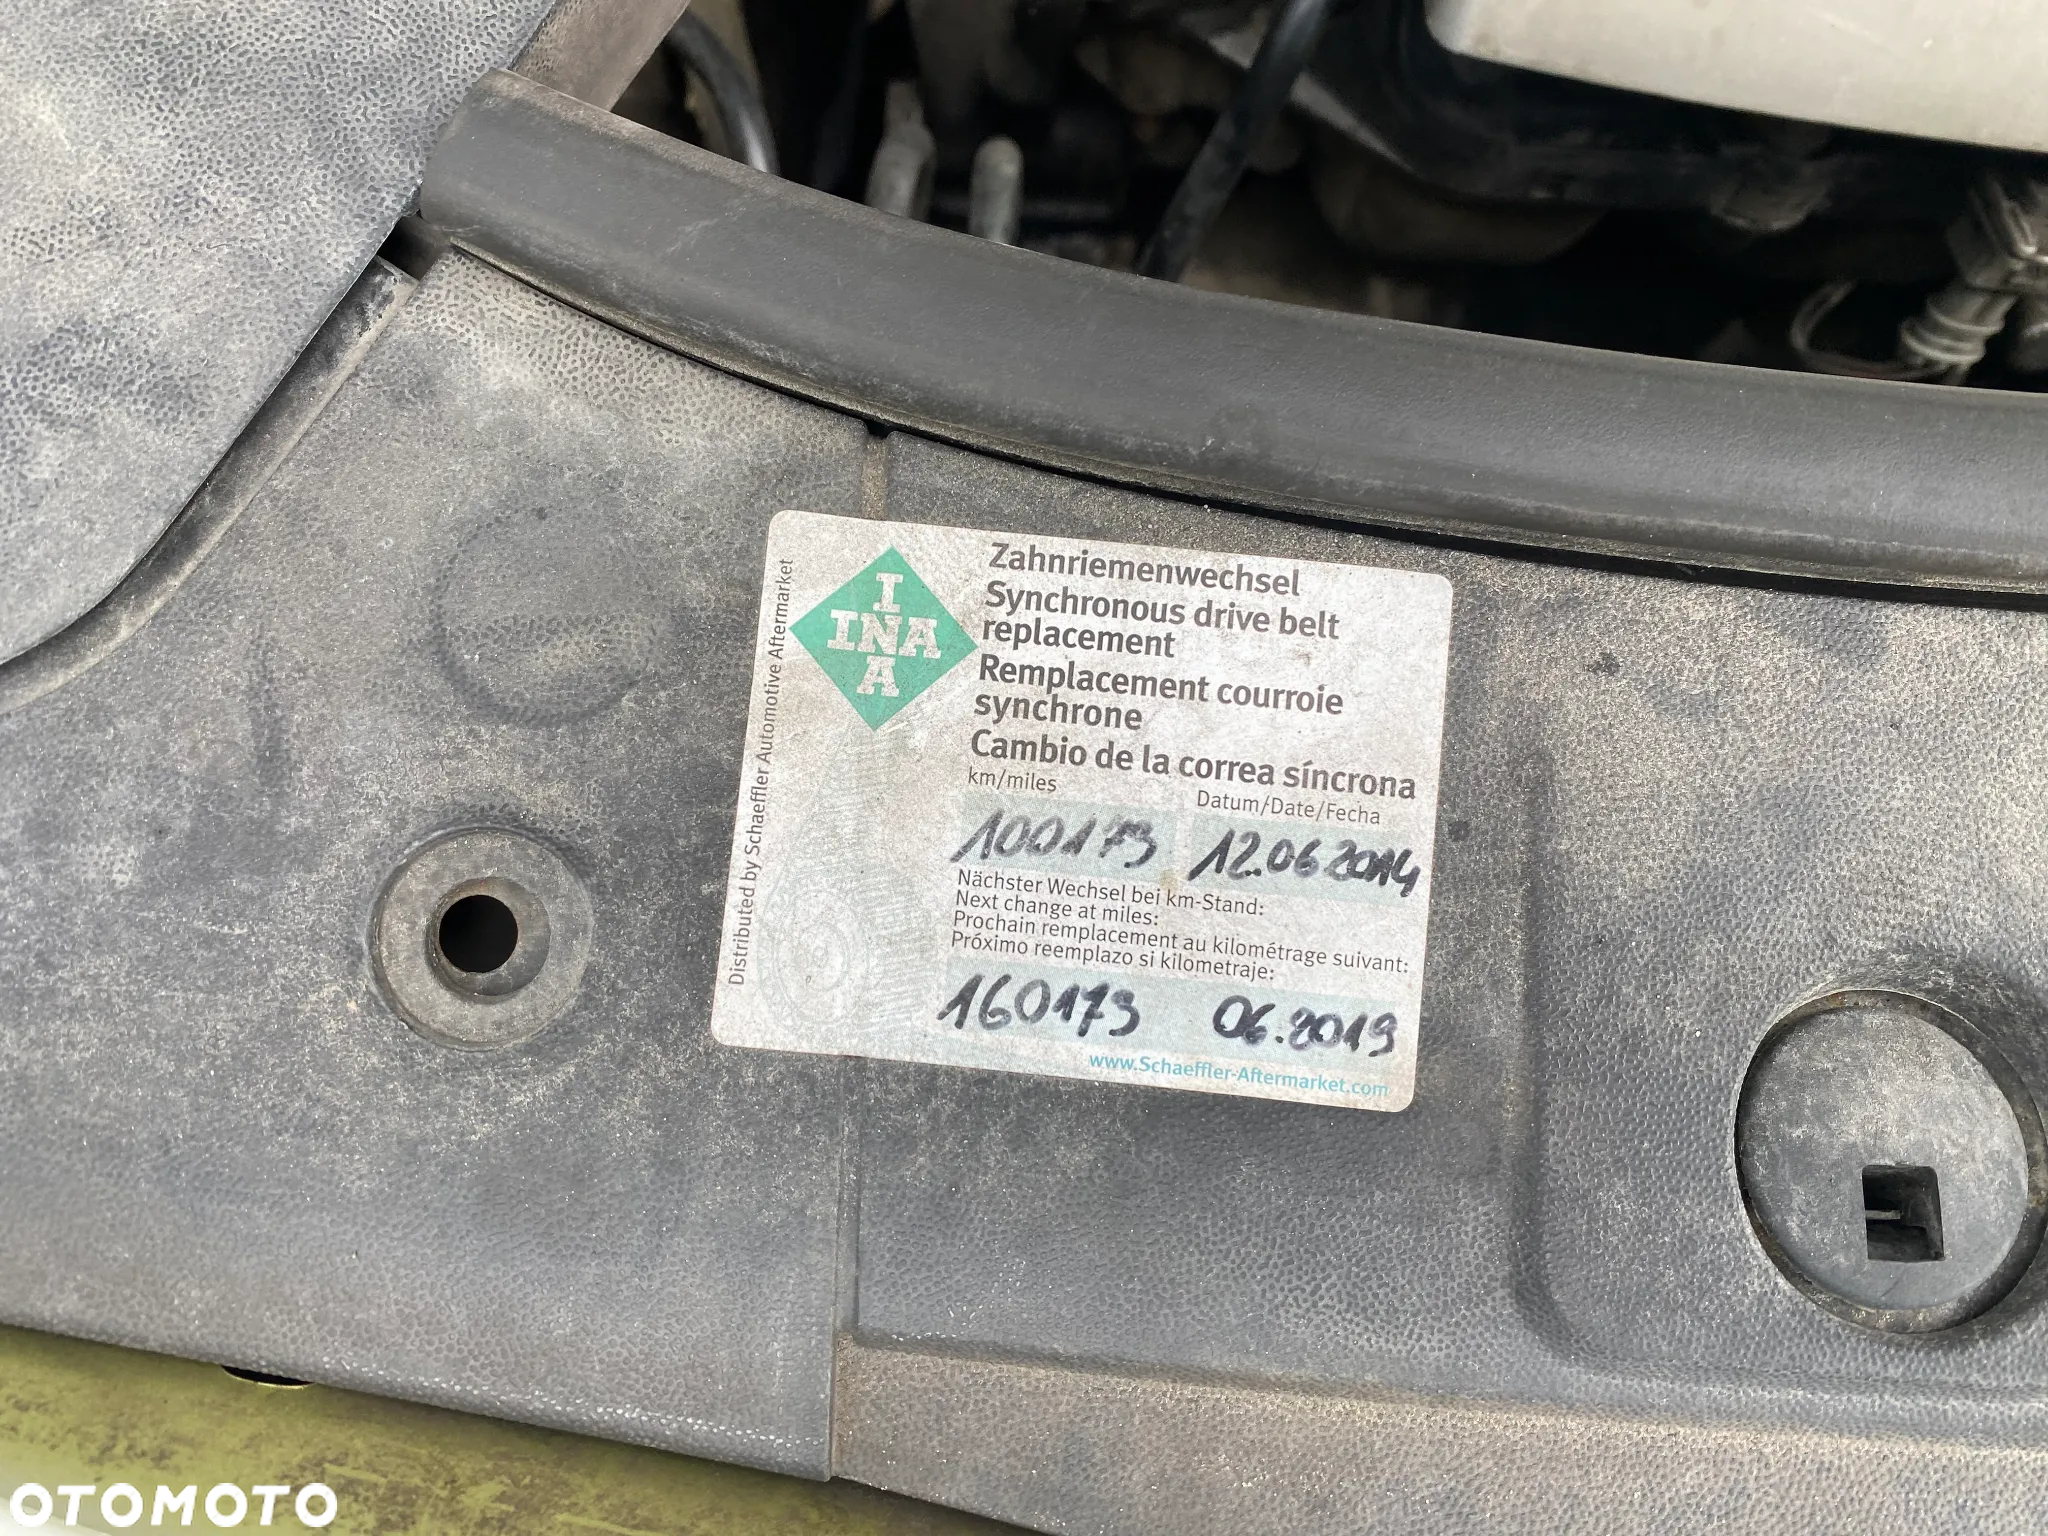 Zahnriemenwechsel
Synchronous drive belt
replacement
Remplacement courroie
synchrone
Cambio de la correa síncrona
km/miles
Datum/Date/Fecha
100173
12.06.2014
Nächster Wechsel bei km-Stand:
Next change at miles:
Prochain remplacement au kilométrage suivant:
Próximo reemplazo si kilometraje:
160173
06.2019
www.Schaeffler-Aftermarket.com
INA
INA
Distributed by Schaeffler Automotive Aftermarket
OTOMOTO